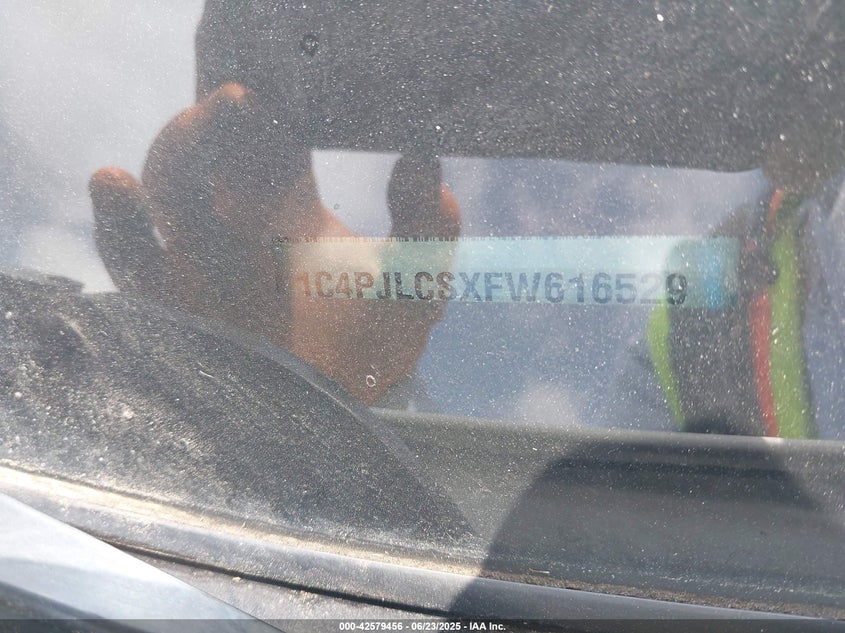 1C4PJLCSXFW616529
000-42579456 - 06/23/2025 - IAA Inc.